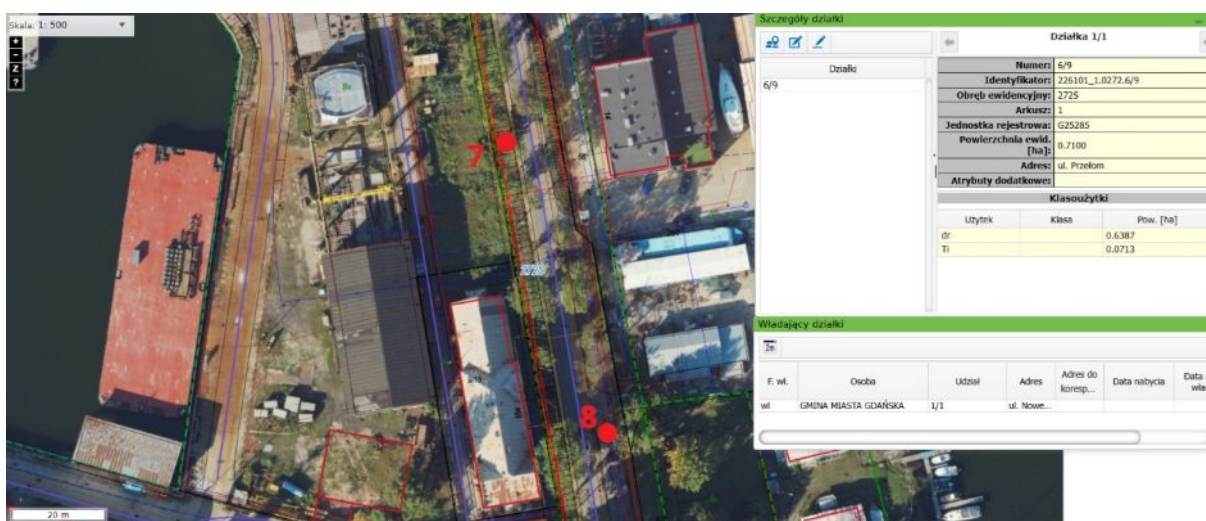 Skala: 1: 500
+
−
Z
?
20 m
7
8
2728
Szczegóły działki
Działki
6/9
Działka 1/1
Numer: 6/9
Identyfikator: 226101_1.0272.6/9
Obręb ewidencyjny: 272S
Arkusz: 1
Jednostka rejestrowa: G25285
Powierzchnia ewid. [ha]: 0.7100
Adres: ul. Przełom
Atrybuty dodatkowe:
Klasoużytki
Użytek Klasa Pow. [ha]
dr 0.6387
Ti 0.0713
Władający działki
F. wł. Osoba Udział Adres Adres do koresp... Data nabycia Data
wł GMINA MIASTA GDAŃSKA 1/1 ul. Nowe...